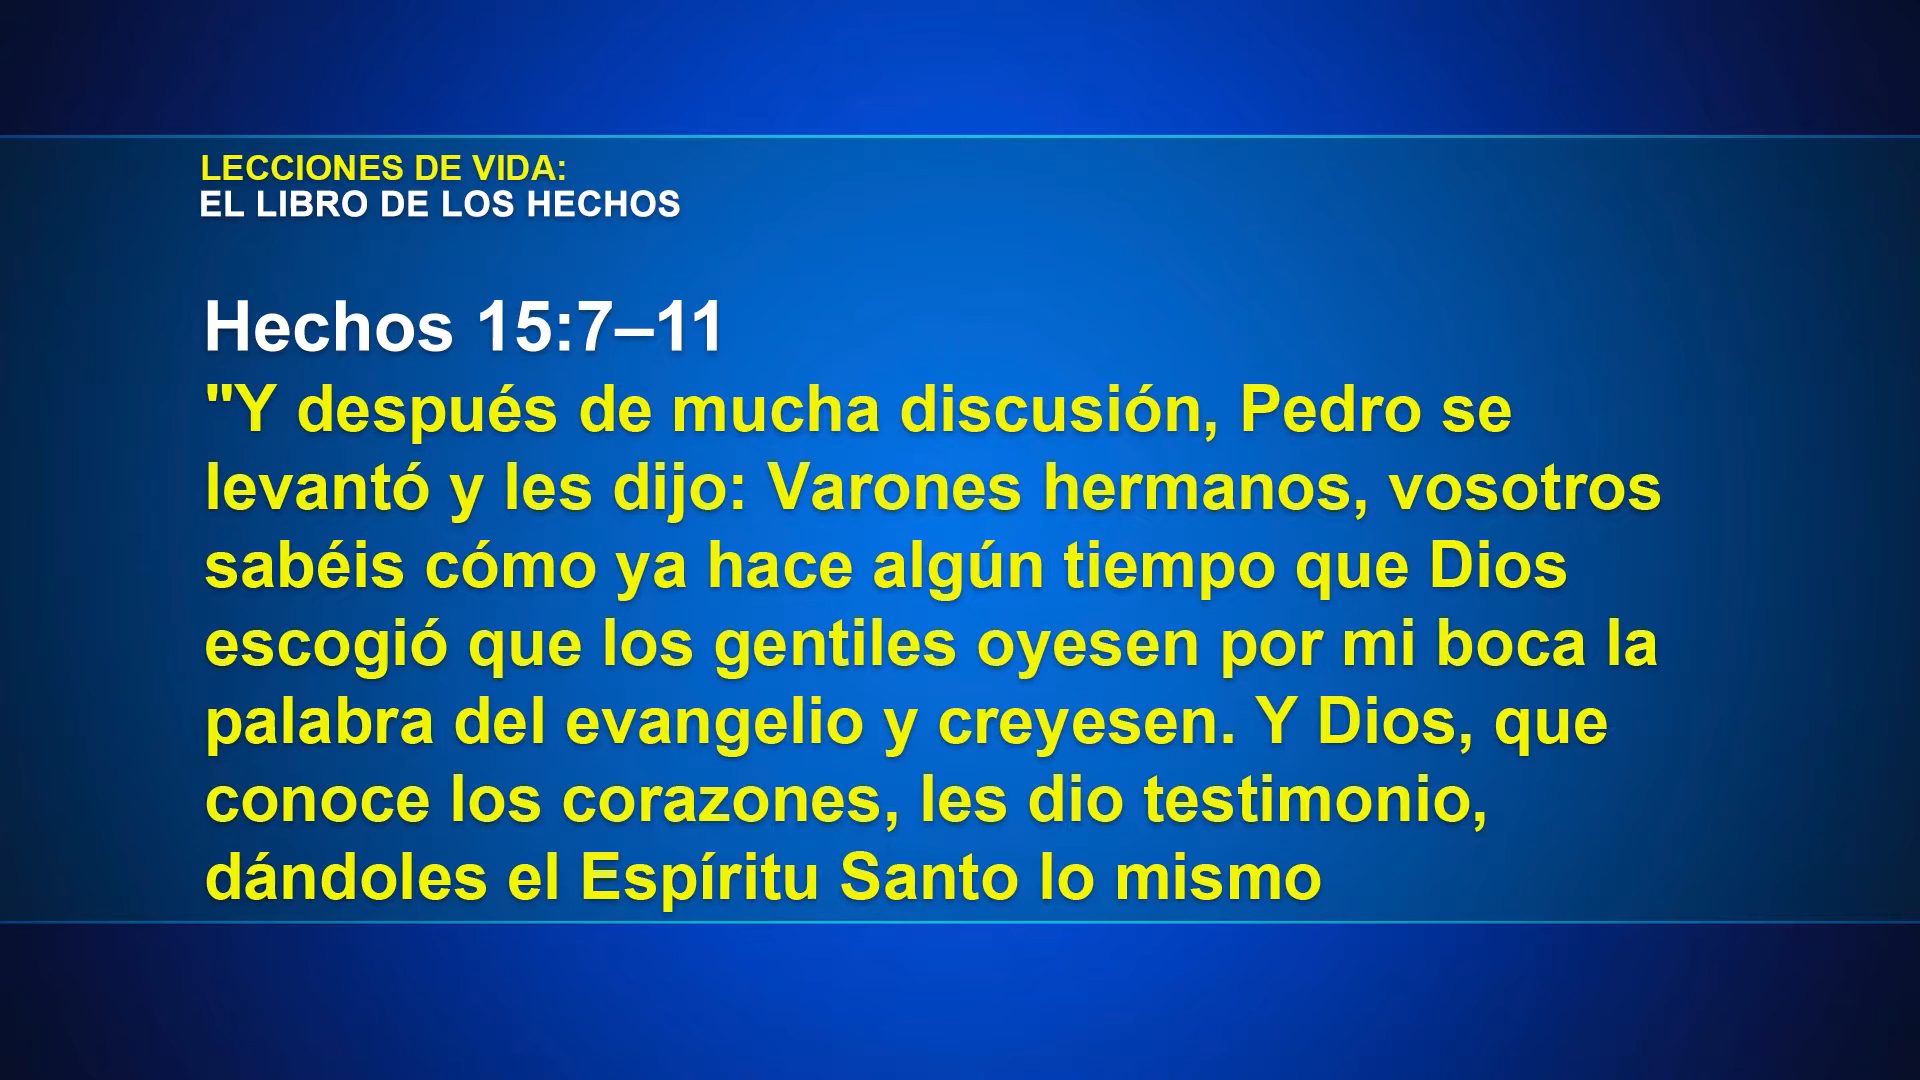 LECCIONES DE VIDA:
EL LIBRO DE LOS HECHOS
Hechos 15:7–11
"Y después de mucha discusión, Pedro se
levantó y les dijo: Varones hermanos, vosotros
sabéis cómo ya hace algún tiempo que Dios
escogió que los gentiles oyesen por mi boca la
palabra del evangelio y creyesen. Y Dios, que
conoce los corazones, les dio testimonio,
dándoles el Espíritu Santo lo mismo